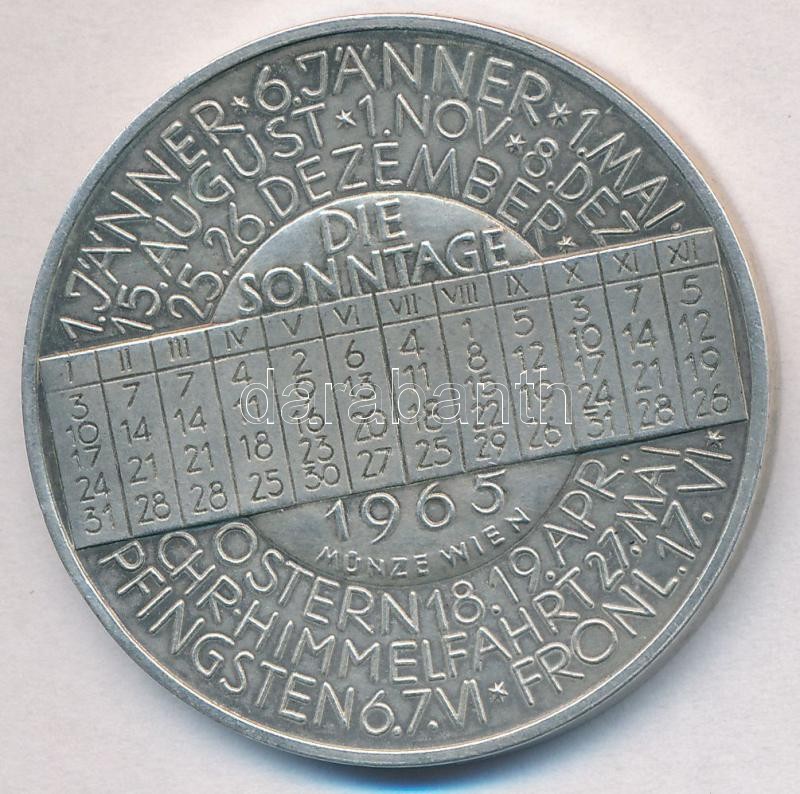 1. JÄNNER * 6. JÄNNER * 1. MAI.
15. AUGUST * 1. NOV * 8. DEZ
25. 26. DEZEMBER *
DIE
SONNTAGE
I II III IV V VI VII VIII IX X XI XII
3 7 7 4 2 6 4 1 5 3 7 5
10 14 14 11 9 13 11 8 12 10 14 12
17 21 21 18 16 20 18 15 19 17 21 19
24 28 28 25 23 27 25 22 26 24 28 26
31 30 29 31
1965
MÜNZE WIEN
OSTERN 18. 19. APR.
CHR. HIMMELFAHRT 27. MAI
PFINGSTEN 6. 7. VI * FRONL. 17. VI *
darabanth